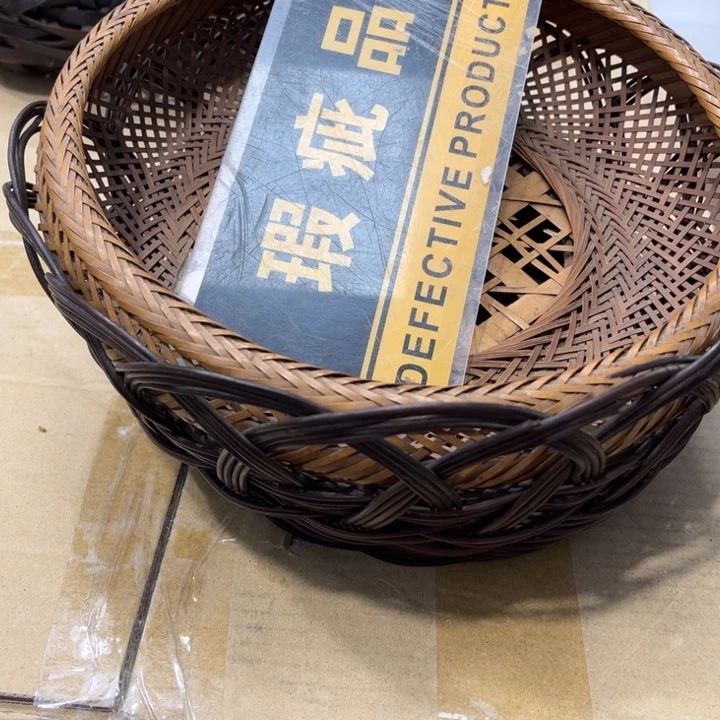 瑕疵品
DEFECTIVE PRODUCT